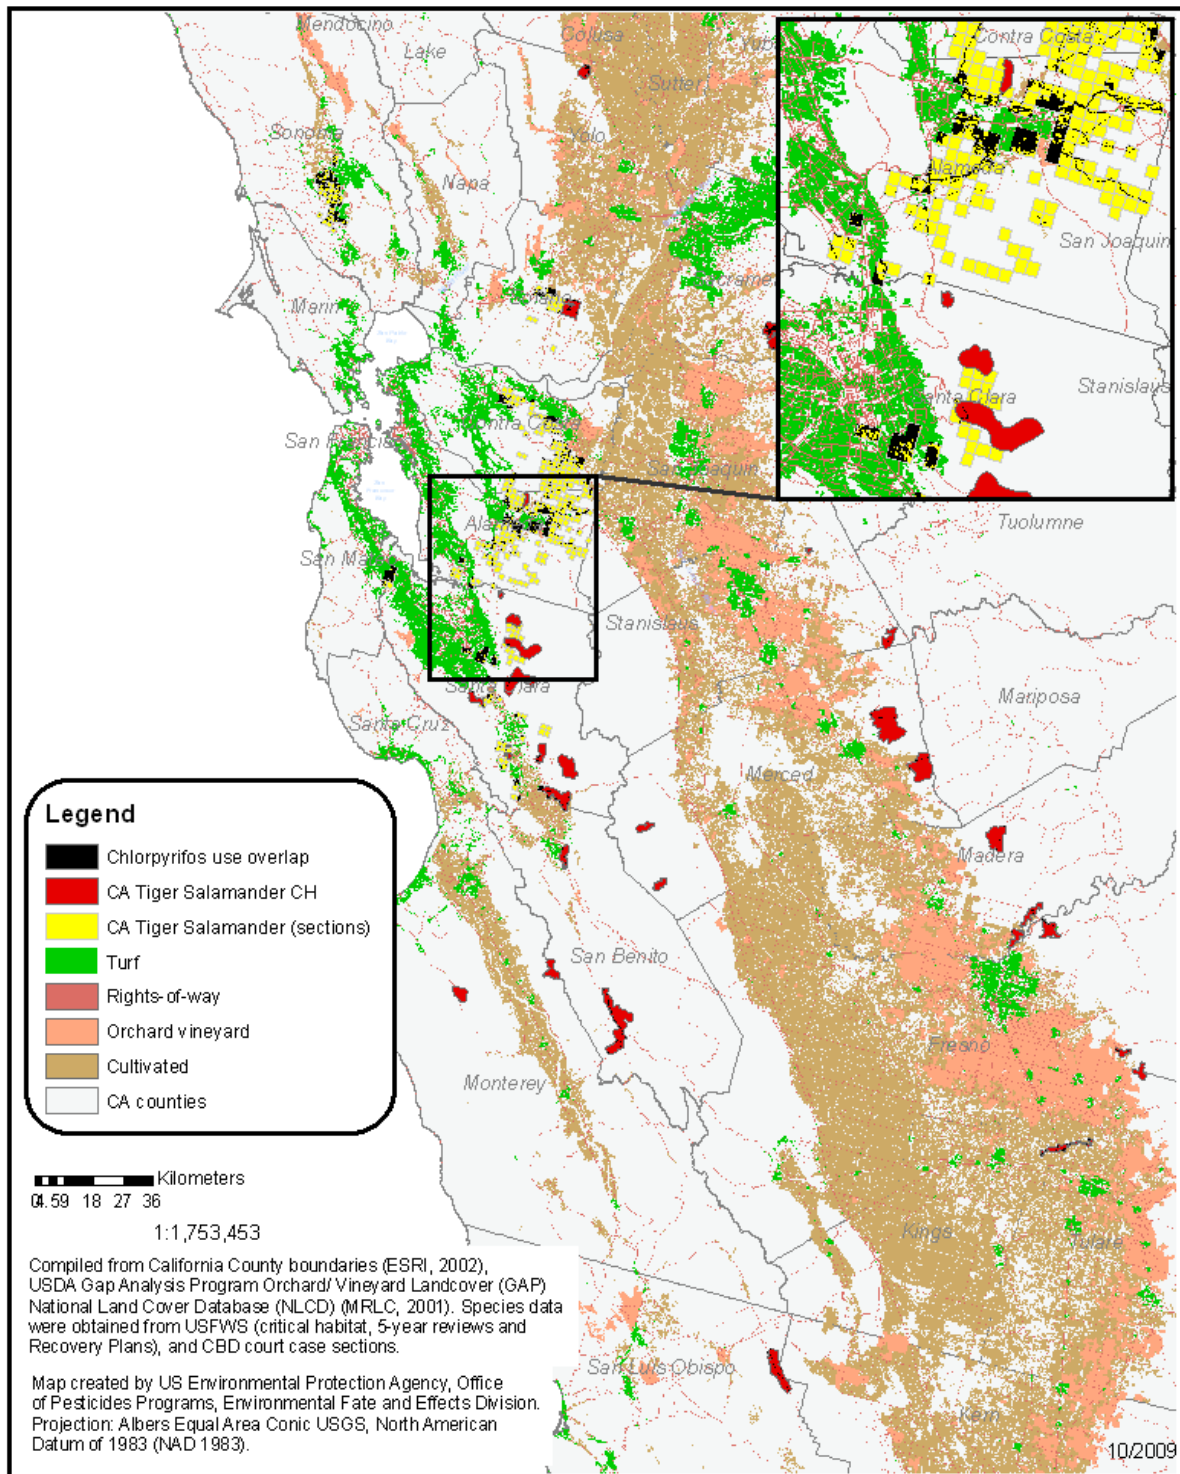 Mendocino
Lake
Colusa
Sutter
Sonoma
Yolo
Napa
Marin
Contra Costa
Alameda
San Joaquin
Santa Clara
Stanislaus
San Joaquin
Tuolumne
Stanislaus
Mariposa
Santa Clara
Santa Cruz
Merced
Madera
San Benito
Fresno
Monterey
Kings
Tulare
San Luis Obispo
Kern
Legend
Chlorpyrifos use overlap
CA Tiger Salamander CH
CA Tiger Salamander (sections)
Turf
Rights-of-way
Orchard vineyard
Cultivated
CA counties
Kilometers
04.59 18 27 36
1:1,753,453
Compiled from California County boundaries (ESRI, 2002),
USDA Gap Analysis Program Orchard/ Vineyard Landcover (GAP)
National Land Cover Database (NLCD) (MRLC, 2001). Species data
were obtained from USFWS (critical habitat, 5-year reviews and
Recovery Plans), and CBD court case sections.
Map created by US Environmental Protection Agency, Office
of Pesticides Programs, Environmental Fate and Effects Division.
Projection: Albers Equal Area Conic USGS, North American
Datum of 1983 (NAD 1983).
10/2009